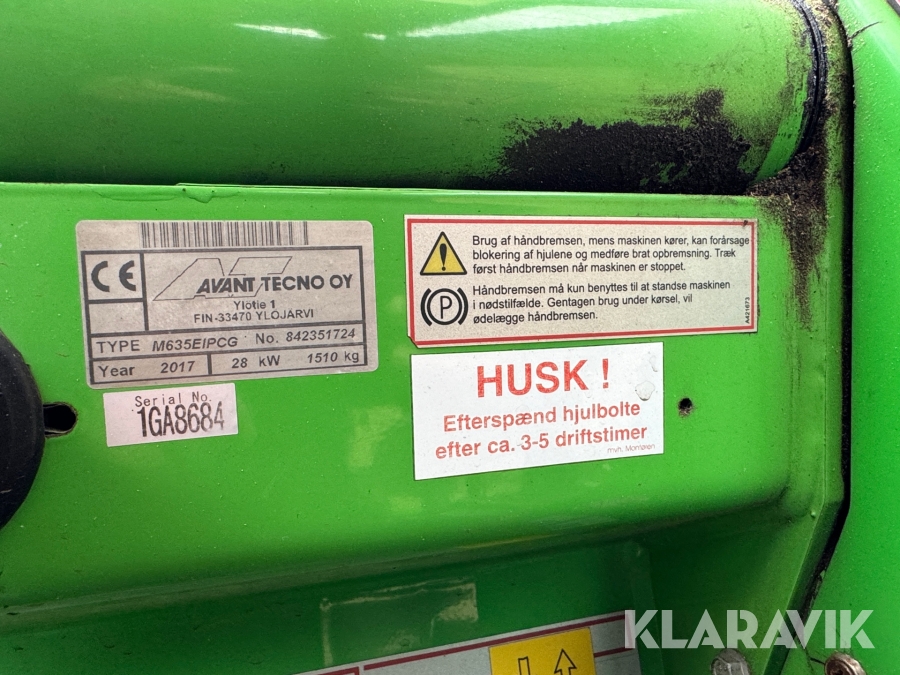 CE
AVANT TECNO OY
Ylotie 1
FIN-33470 YLOJARVI
TYPE M635EIPCG No. 842351724
Year 2017 28 kW 1510 kg
Serial No.
1GA8684
Brug af håndbremsen, mens maskinen kører, kan forårsage
blokering af hjulene og medføre brat opbremsning. Træk
først håndbremsen når maskinen er stoppet.
Håndbremsen må kun benyttes til at standse maskinen
i nødstilfælde. Gentagen brug under kørsel, vil
ødelægge håndbremsen.
P
A421673
HUSK !
Efterspænd hjulbolte
efter ca. 3-5 driftstimer
mvh. Morrøren
KLARAVIK